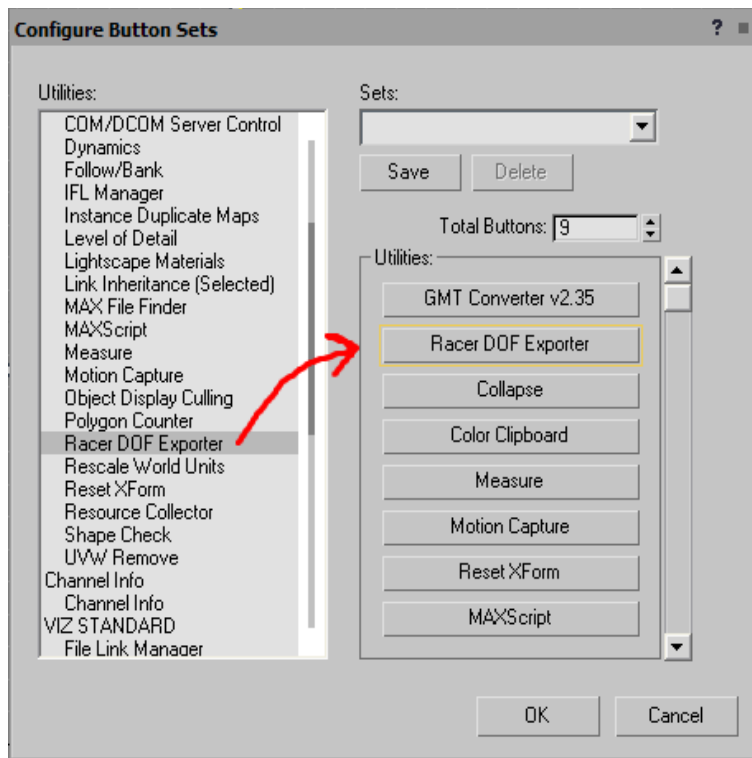 Configure Button Sets
?
Utilities:
COM/DCOM Server Control
Dynamics
Follow/Bank
IFL Manager
Instance Duplicate Maps
Level of Detail
Lightscape Materials
Link Inheritance (Selected)
MAX File Finder
MAXScript
Measure
Motion Capture
Object Display Culling
Polygon Counter
Racer DOF Exporter
Rescale World Units
Reset XForm
Resource Collector
Shape Check
UVW Remove
Channel Info
Channel Info
VIZ STANDARD
File Link Manager
Sets:
Save
Delete
Total Buttons: 9
Utilities:
GMT Converter v2.35
Racer DOF Exporter
Collapse
Color Clipboard
Measure
Motion Capture
Reset XForm
MAXScript
OK
Cancel